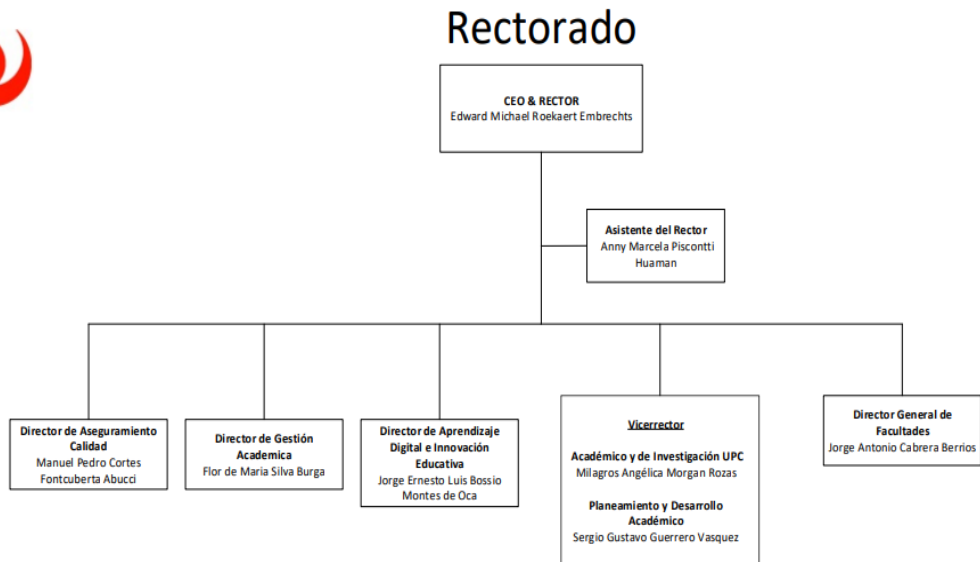 Rectorado
CEO & RECTOR
Edward Michael Roekaert Embrechts
Asistente del Rector
Anny Marcela Piscontti
Huaman
Director de Aseguramiento
Calidad
Manuel Pedro Cortes
Fontcuberta Abucci
Director de Gestión
Academica
Flor de Maria Silva Burga
Director de Aprendizaje
Digital e Innovación
Educativa
Jorge Ernesto Luis Bossio
Montes de Oca
Vicerrector
Académico y de Investigación UPC
Milagros Angélica Morgan Rozas
Planeamiento y Desarrollo
Académico
Sergio Gustavo Guerrero Vasquez
Director General de
Facultades
Jorge Antonio Cabrera Berrios